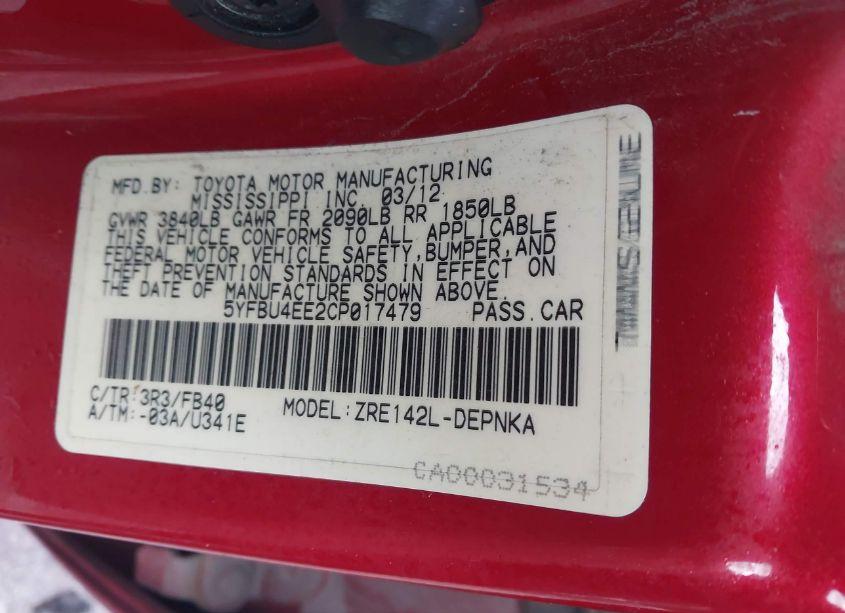 MFD.BY: TOYOTA MOTOR MANUFACTURING
MISSISSIPPI INC. 03/12
GVWR 3840LB GAWR FR 2090LB RR 1850LB
THIS VEHICLE CONFORMS TO ALL APPLICABLE
FEDERAL MOTOR VEHICLE SAFETY,BUMPER,AND
THEFT PREVENTION STANDARDS IN EFFECT ON
THE DATE OF MANUFACTURE SHOWN ABOVE.
5YFBU4EE2CP017479 PASS.CAR
C/TR:3R3/FB40
A/TM:-03A/U341E MODEL:ZRE142L-DEPNKA
CA00031534